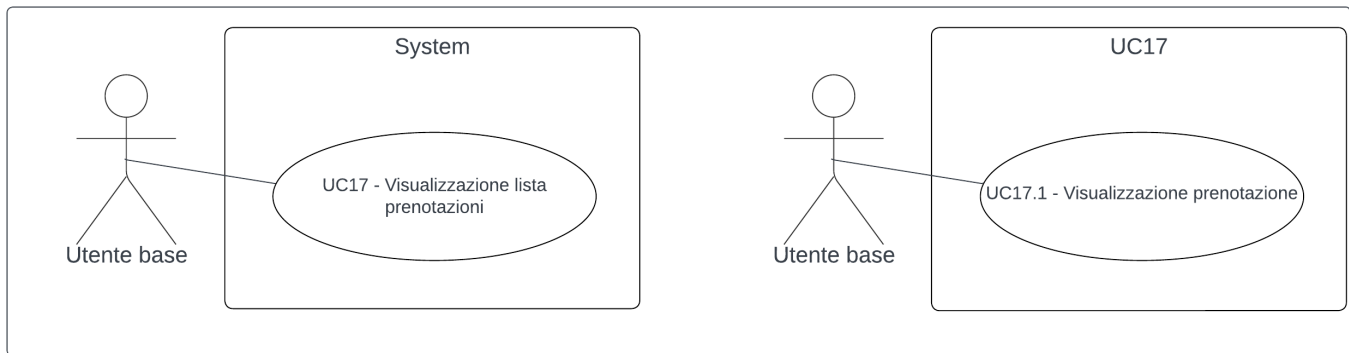 System
UC17 - Visualizzazione lista
prenotazioni
Utente base
UC17
UC17.1 - Visualizzazione prenotazione
Utente base